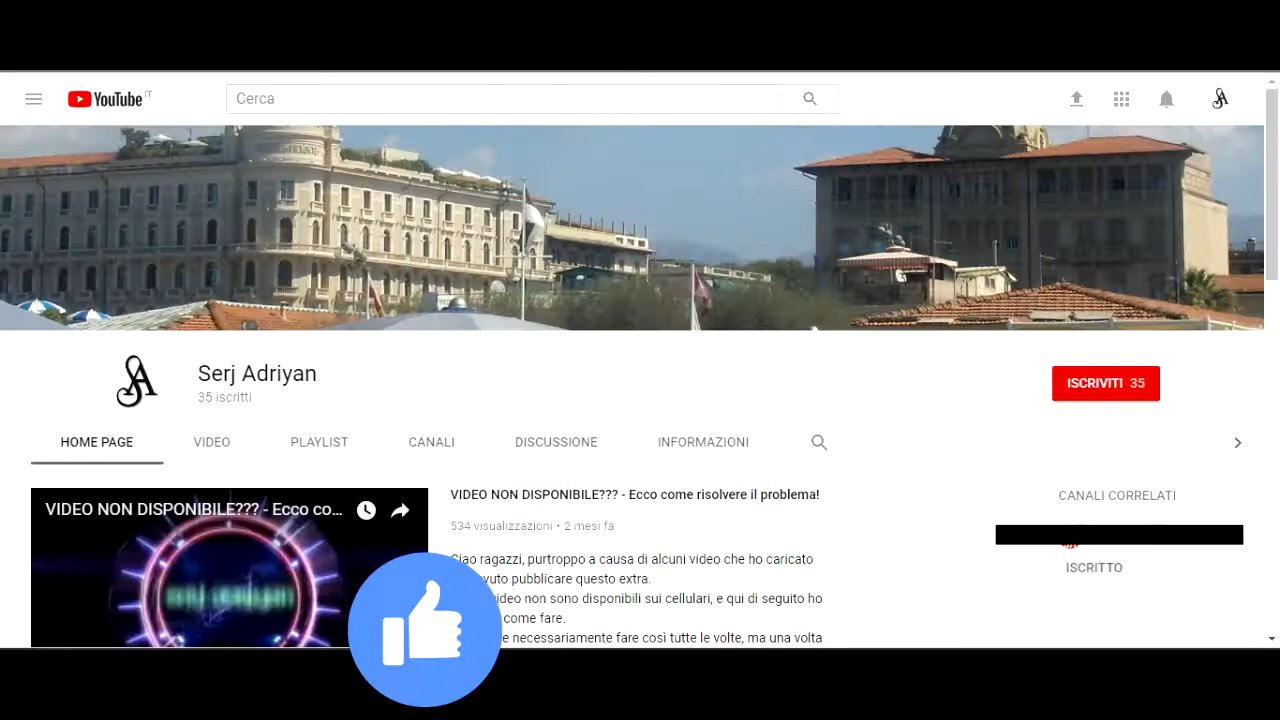 YouTube IT
Cerca
Serj Adriyan
35 iscritti
ISCRIVITI 35
HOME PAGE
VIDEO
PLAYLIST
CANALI
DISCUSSIONE
INFORMAZIONI
VIDEO NON DISPONIBILE??? - Ecco co...
VIDEO NON DISPONIBILE??? - Ecco come risolvere il problema!
534 visualizzazioni • 2 mesi fa
Ciao ragazzi, purtroppo a causa di alcuni video che ho caricato
vuto pubblicare questo extra.
ideo non sono disponibili sui cellulari, e qui di seguito ho
come fare.
e necessariamente fare così tutte le volte, ma una volta
CANALI CORRELATI
ISCRITTO